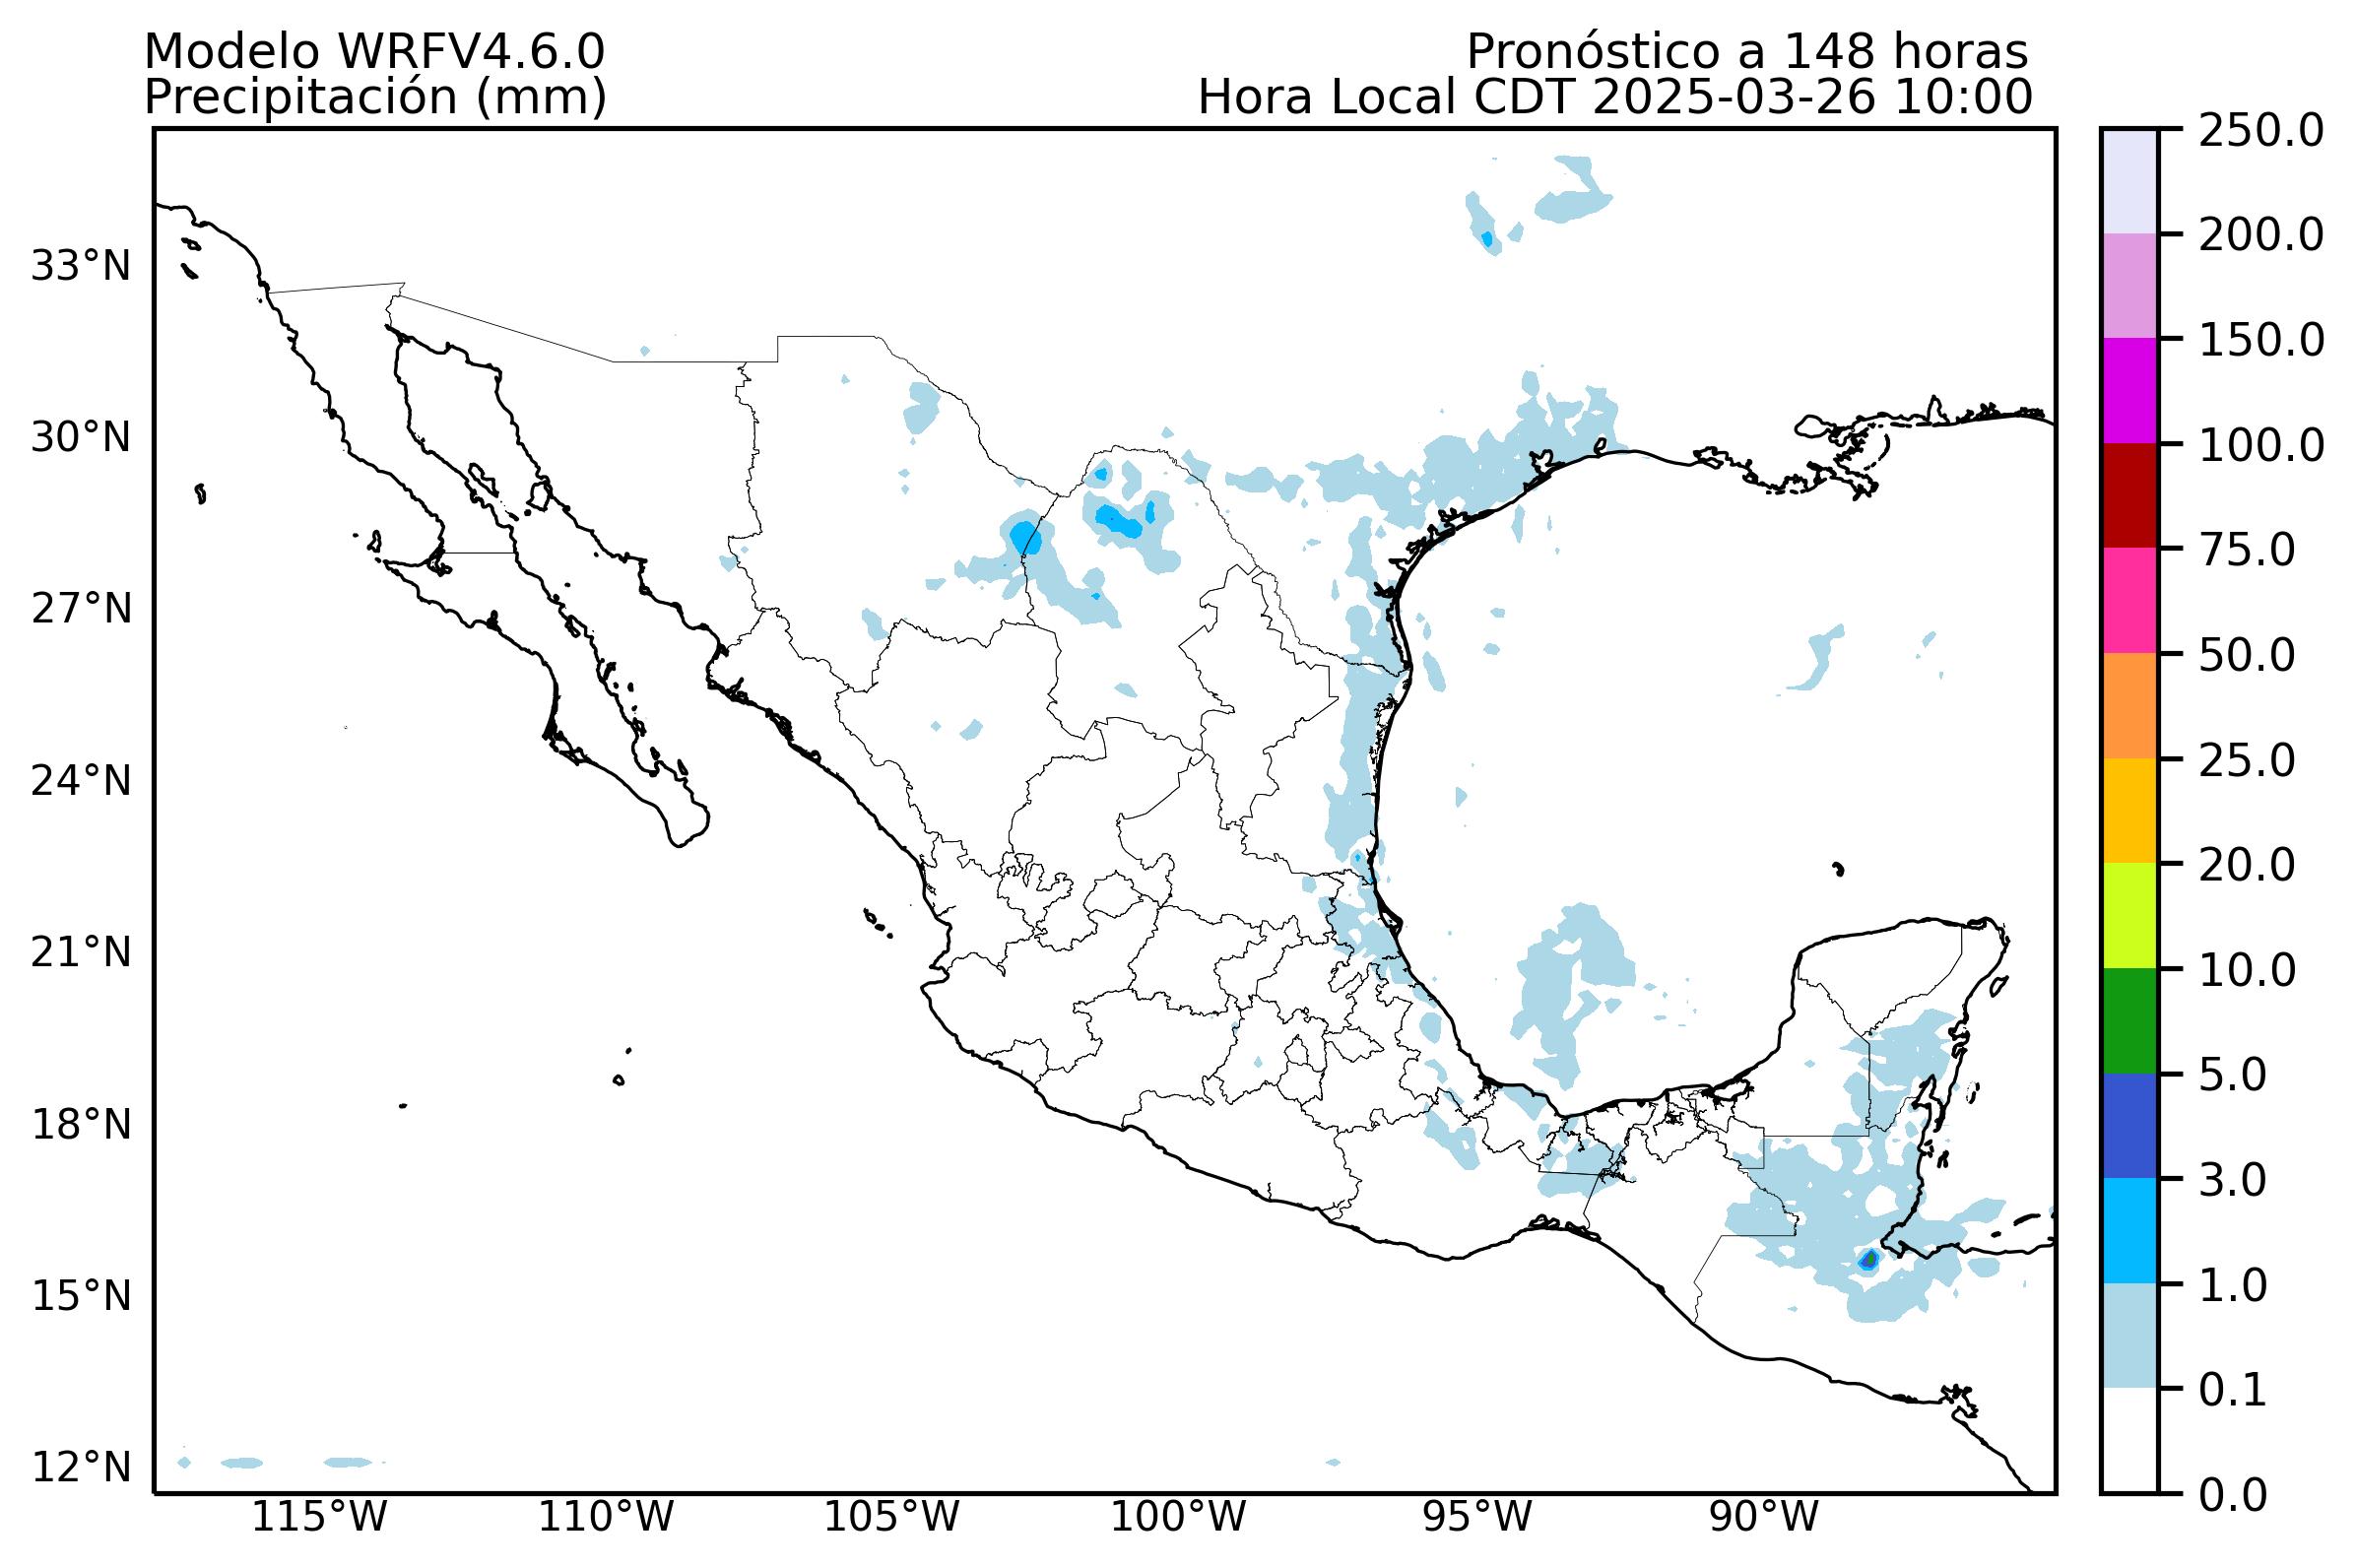 Modelo WRFV4.6.0
Precipitación (mm)
Pronóstico a 148 horas
Hora Local CDT 2025-03-26 10:00
33°N
30°N
27°N
24°N
21°N
18°N
15°N
12°N
115°W
110°W
105°W
100°W
95°W
90°W
250.0
200.0
150.0
100.0
75.0
50.0
25.0
20.0
10.0
5.0
3.0
1.0
0.1
0.0